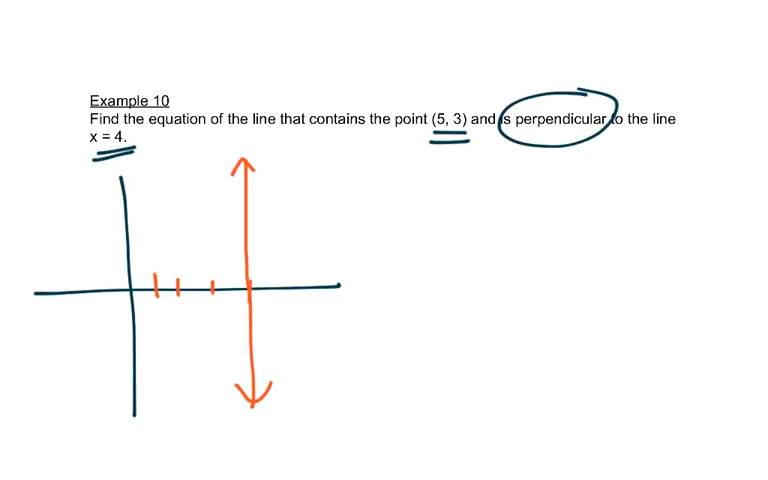 Example 10
Find the equation of the line that contains the point (5, 3) and is perpendicular to the line
x = 4.